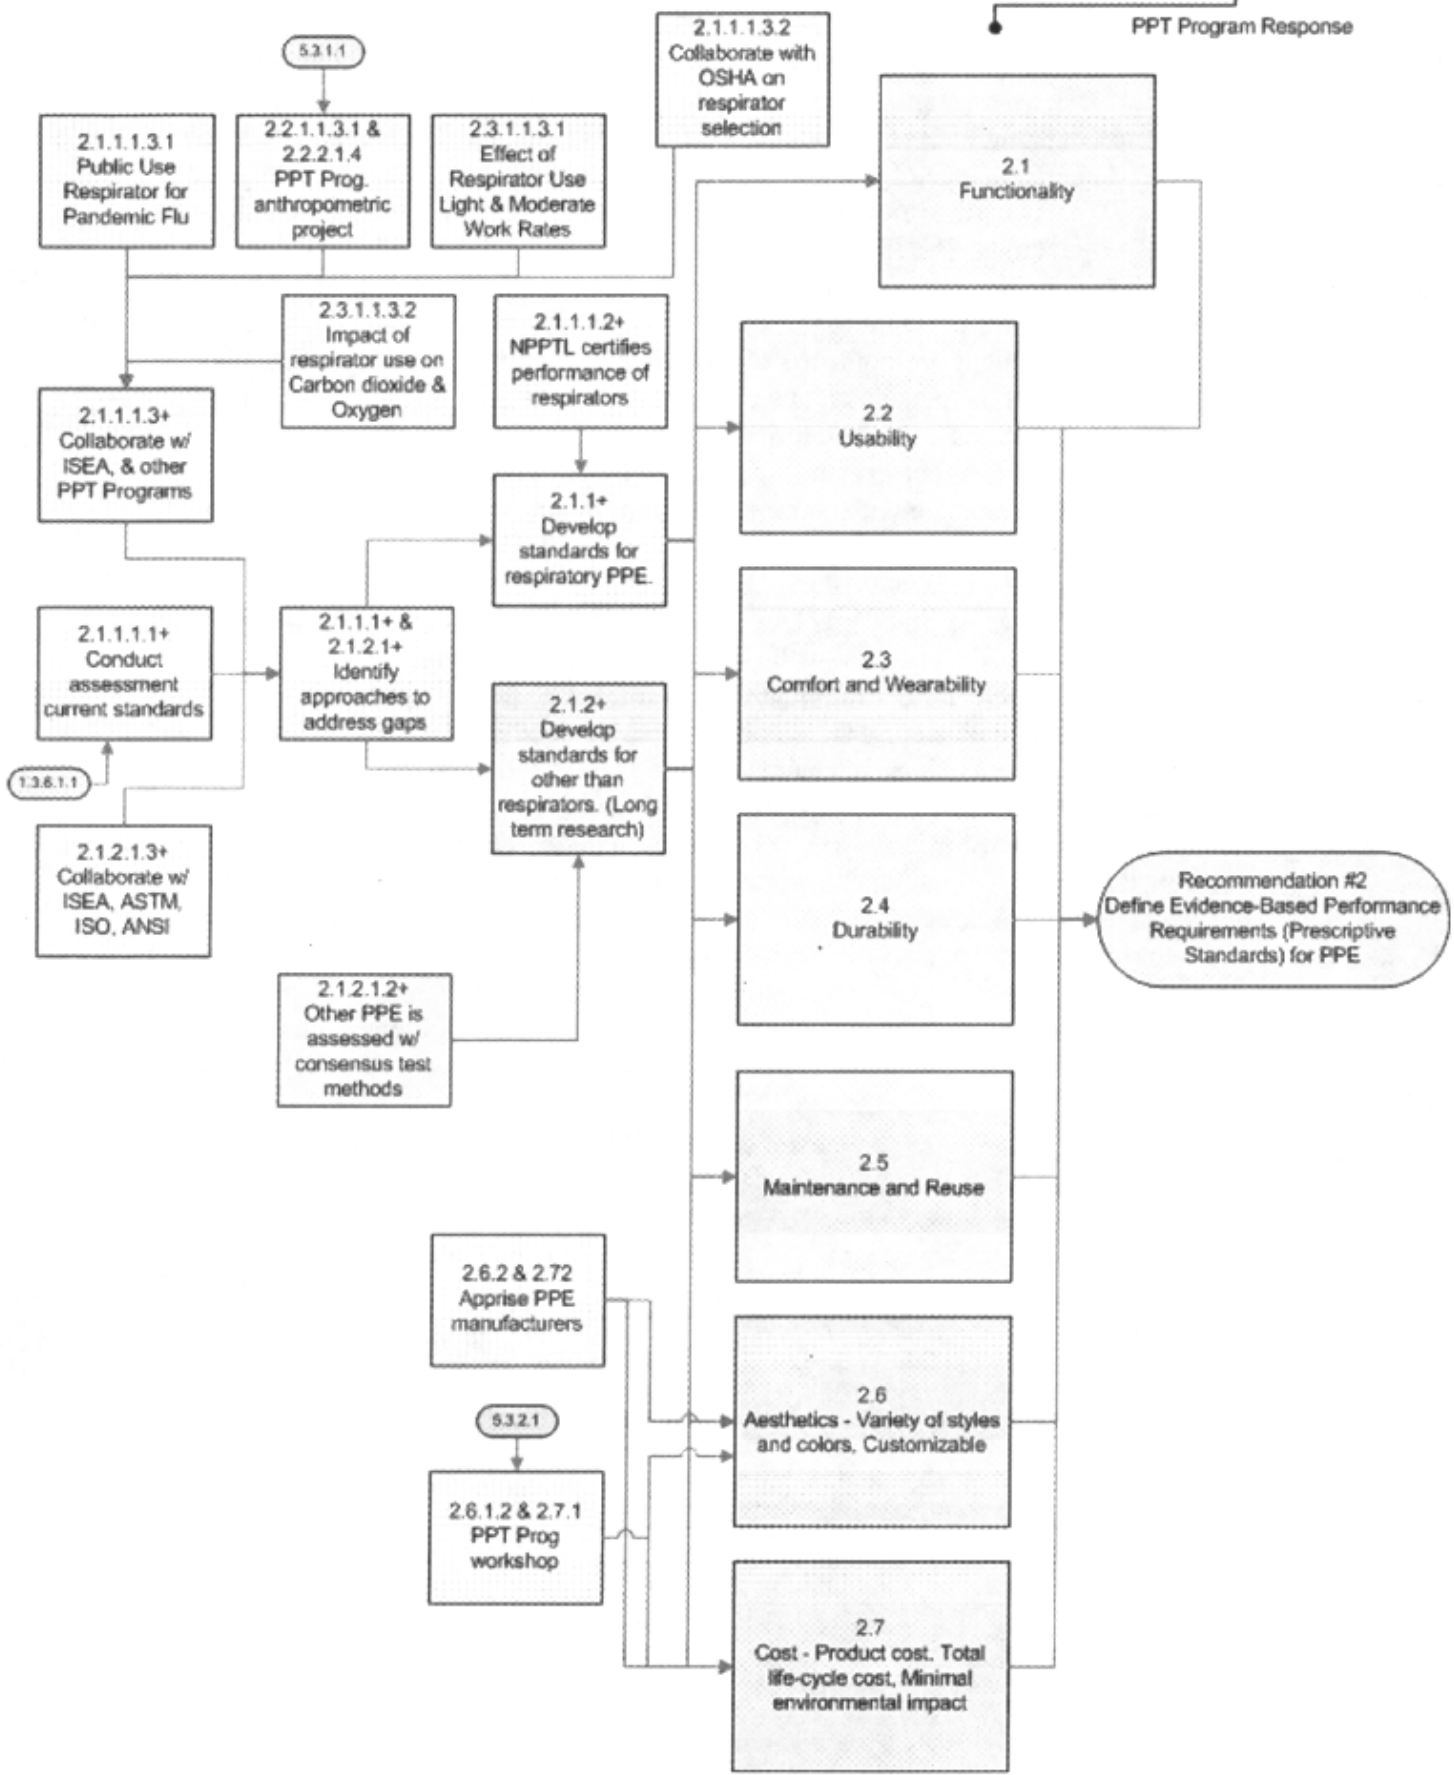 PPT Program Response
5.3.1.1
2.1.1.1.3.2
Collaborate with
OSHA on
respirator
selection
2.1.1.1.3.1
Public Use
Respirator for
Pandemic Flu
2.2.1.1.3.1 &
2.2.2.1.4
PPT Prog.
anthropometric
project
2.3.1.1.3.1
Effect of
Respirator Use
Light & Moderate
Work Rates
2.1
Functionality
2.3.1.1.3.2
Impact of
respirator use on
Carbon dioxide &
Oxygen
2.1.1.1.2+
NPPTL certifies
performance of
respirators
2.2
Usability
2.1.1.1.3+
Collaborate w/
ISEA, & other
PPT Programs
2.1.1+
Develop
standards for
respiratory PPE.
2.1.1.1.1+
Conduct
assessment
current standards
2.1.1.1+ &
2.1.2.1+
Identify
approaches to
address gaps
2.3
Comfort and Wearability
2.1.2+
Develop
standards for
other than
respirators. (Long
term research)
1.3.6.1.1
2.1.2.1.3+
Collaborate w/
ISEA, ASTM,
ISO, ANSI
2.4
Durability
Recommendation #2
Define Evidence-Based Performance
Requirements (Prescriptive
Standards) for PPE
2.1.2.1.2+
Other PPE is
assessed w/
consensus test
methods
2.5
Maintenance and Reuse
2.6.2 & 2.72
Apprise PPE
manufacturers
2.6
Aesthetics - Variety of styles
and colors, Customizable
5.3.2.1
2.6.1.2 & 2.7.1
PPT Prog
workshop
2.7
Cost - Product cost. Total
life-cycle cost, Minimal
environmental impact